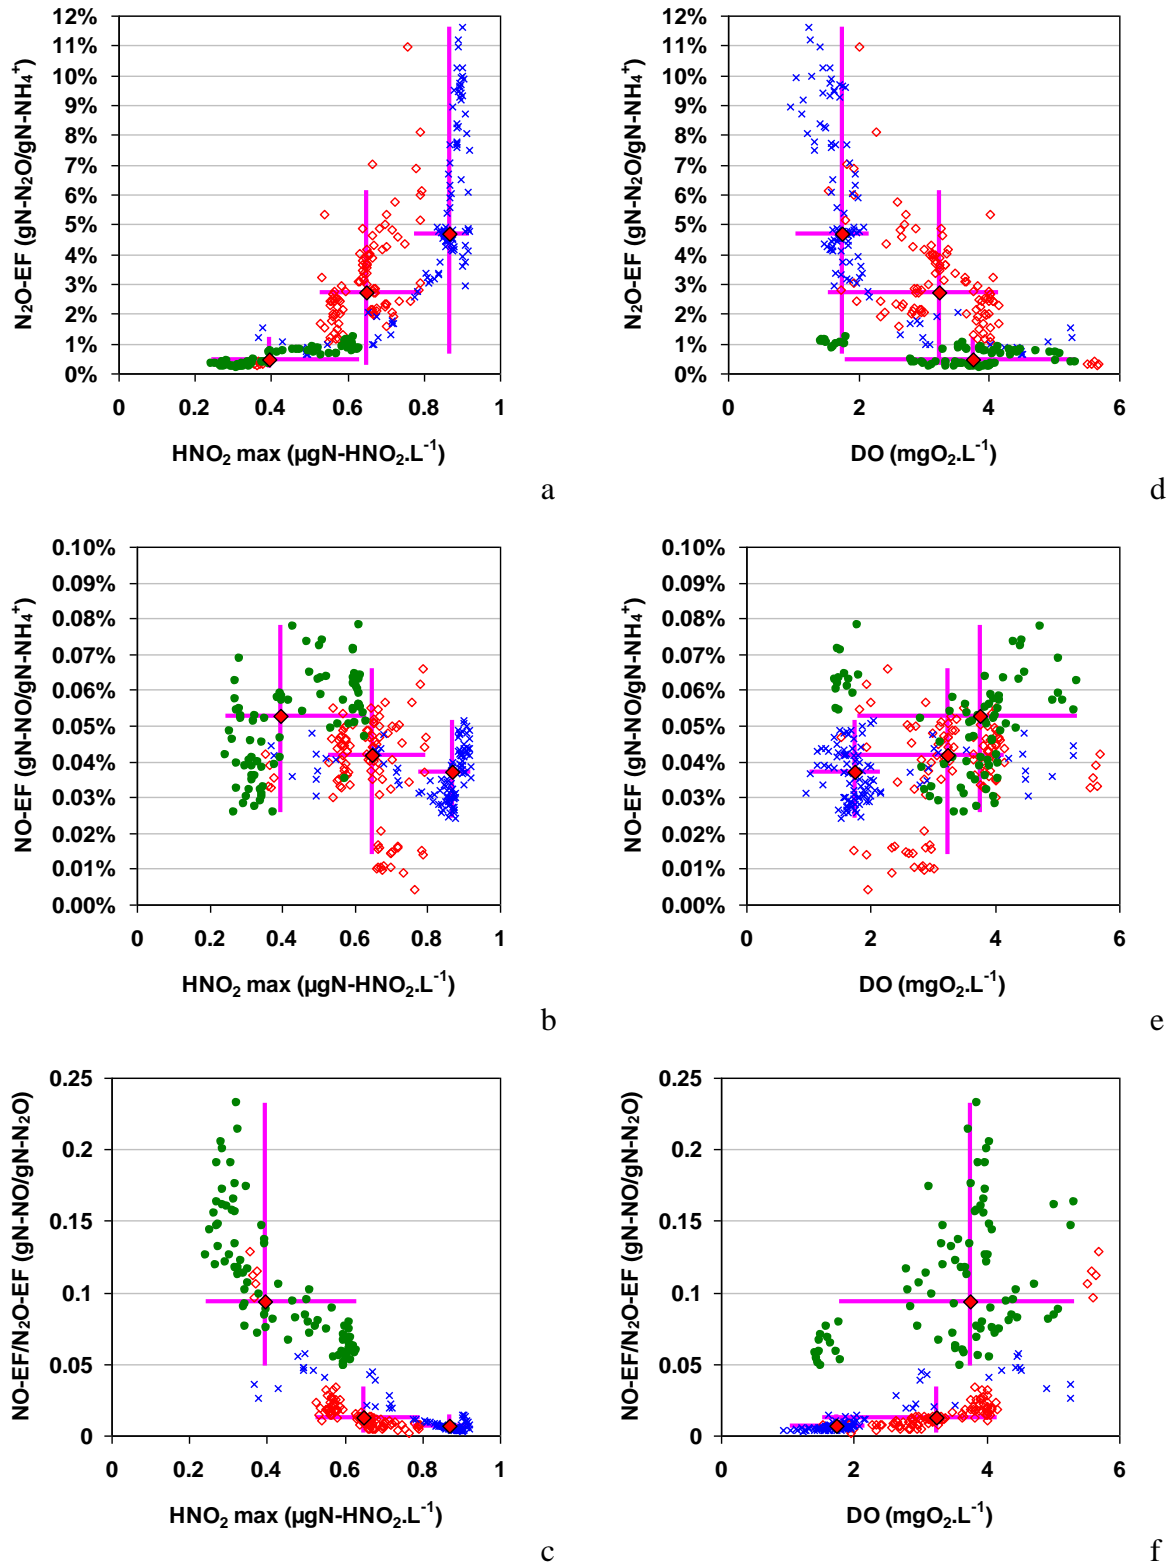 12%
11%
10%
9%
8%
7%
6%
5%
4%
3%
2%
1%
0%
N₂O-EF (gN-N₂O/gN-NH₄⁺)
0 0.2 0.4 0.6 0.8 1
HNO₂ max (µgN-HNO₂.L⁻¹)
a
12%
11%
10%
9%
8%
7%
6%
5%
4%
3%
2%
1%
0%
N₂O-EF (gN-N₂O/gN-NH₄⁺)
0 2 4 6
DO (mgO₂.L⁻¹)
d
0.10%
0.09%
0.08%
0.07%
0.06%
0.05%
0.04%
0.03%
0.02%
0.01%
0.00%
NO-EF (gN-NO/gN-NH₄⁺)
0 0.2 0.4 0.6 0.8 1
HNO₂ max (µgN-HNO₂.L⁻¹)
b
0.10%
0.09%
0.08%
0.07%
0.06%
0.05%
0.04%
0.03%
0.02%
0.01%
0.00%
NO-EF (gN-NO/gN-NH₄⁺)
0 2 4 6
DO (mgO₂.L⁻¹)
e
0.25
0.2
0.15
0.1
0.05
0
NO-EF/N₂O-EF (gN-NO/gN-N₂O)
0 0.2 0.4 0.6 0.8 1
HNO₂ max (µgN-HNO₂.L⁻¹)
c
0.25
0.2
0.15
0.1
0.05
0
NO-EF/N₂O-EF (gN-NO/gN-N₂O)
0 2 4 6
DO (mgO₂.L⁻¹)
f